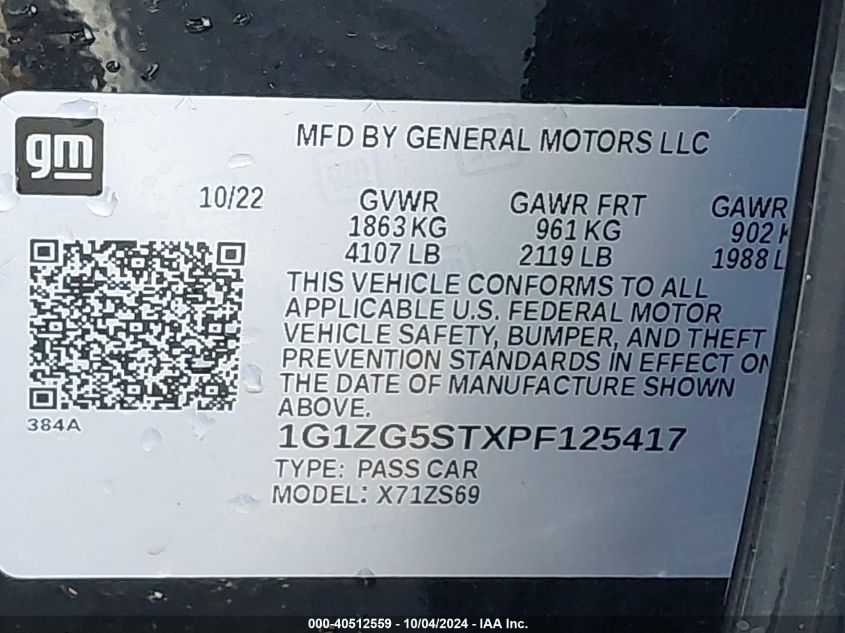 gm
MFD BY GENERAL MOTORS LLC
10/22 GVWR GAWR FRT GAWR
1863 KG 961 KG 902 K
4107 LB 2119 LB 1988 L
THIS VEHICLE CONFORMS TO ALL
APPLICABLE U.S. FEDERAL MOTOR
VEHICLE SAFETY, BUMPER, AND THEFT
PREVENTION STANDARDS IN EFFECT ON
THE DATE OF MANUFACTURE SHOWN
ABOVE.
384A
1G1ZG5STXPF125417
TYPE: PASS CAR
MODEL: X71ZS69
000-40512559 - 10/04/2024 - IAA Inc.